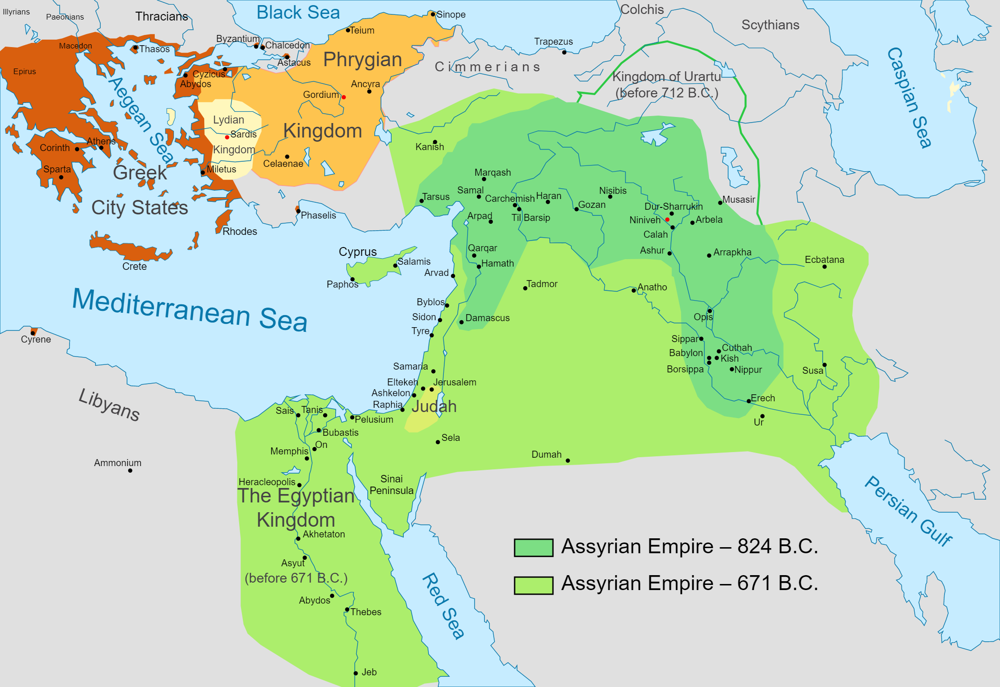 Illyrians
Paeonians
Thracians
Black Sea
Sinope
Colchis
Scythians
Teium
Byzantium
Chalcedon
Trapezus
Macedon
Thasos
Astacus
Phrygian
Cimmerians
Caspian Sea
Epirus
Cyzicus
Abydos
Ancyra
Kingdom of Urartu
(before 712 B.C.)
Aegean Sea
Gordium
Lydian
Sardis
Kingdom
Kingdom
Athens
Corinth
Kanish
Celaenae
Sparta
Greek
Miletus
Marqash
City States
Samal
Tarsus
Carchemish
Haran
Nisibis
Gozan
Musasir
Dur-Sharrukin
Phaselis
Arpad
Til Barsip
Niniveh
Arbela
Rhodes
Calah
Crete
Cyprus
Salamis
Qarqar
Ashur
Arrapkha
Ecbatana
Hamath
Arvad
Paphos
Tadmor
Anatho
Mediterranean Sea
Byblos
Sidon
Damascus
Opis
Tyre
Cyrene
Sippar
Cuthah
Babylon
Kish
Samaria
Borsippa
Nippur
Susa
Eltekeh
Jerusalem
Ashkelon
Libyans
Raphia
Judah
Erech
Sais
Tanis
Pelusium
Ur
Bubastis
Sela
On
Memphis
Dumah
Ammonium
Heracleopolis
Sinai
Peninsula
The Egyptian
Kingdom
Persian Gulf
Akhetaton
Asyut
(before 671 B.C.)
Assyrian Empire – 824 B.C.
Assyrian Empire – 671 B.C.
Red Sea
Abydos
Thebes
Jeb